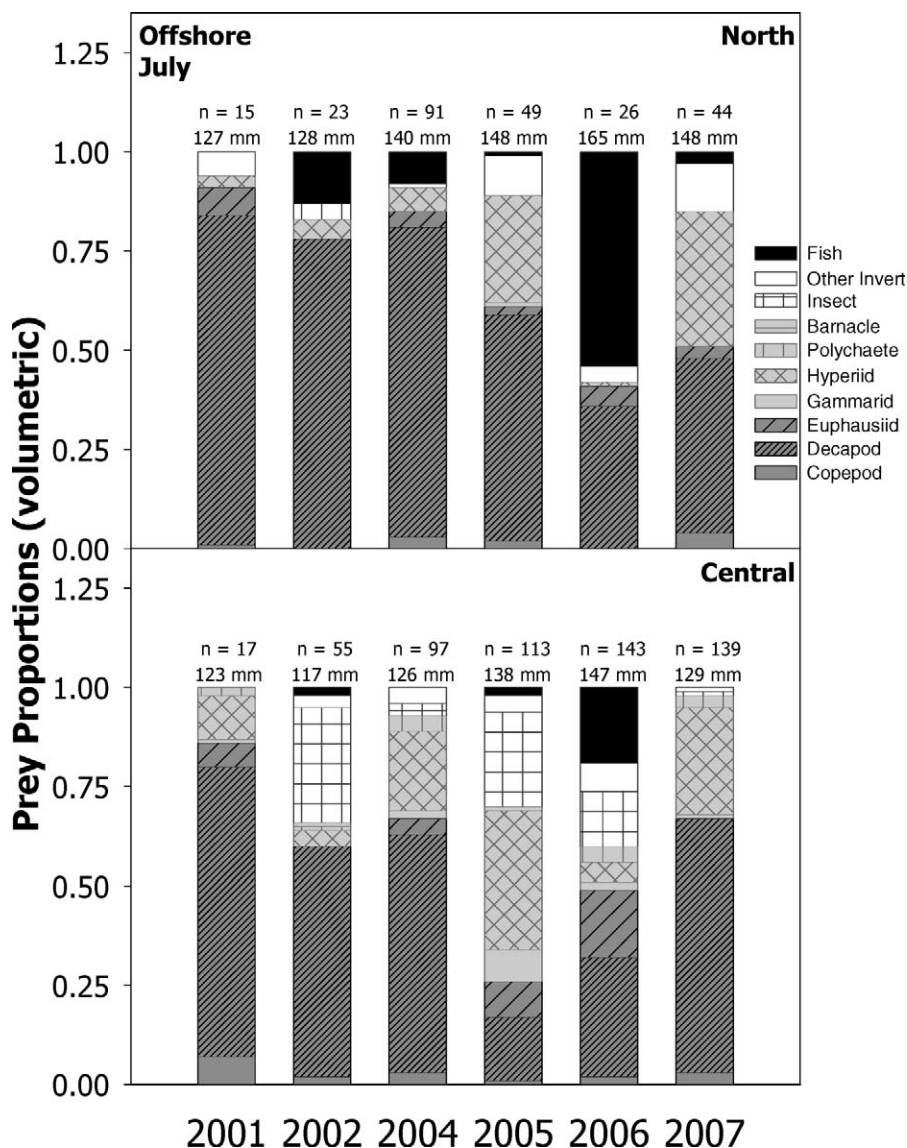 Offshore
July
North
n = 15 n = 23 n = 91 n = 49 n = 26 n = 44
127 mm 128 mm 140 mm 148 mm 165 mm 148 mm
1.25
1.00
0.75
0.50
0.25
0.00
Fish
Other Invert
Insect
Barnacle
Polychaete
Hyperiid
Gammarid
Euphausiid
Decapod
Copepod
Prey Proportions (volumetric)
Central
n = 17 n = 55 n = 97 n = 113 n = 143 n = 139
123 mm 117 mm 126 mm 138 mm 147 mm 129 mm
1.25
1.00
0.75
0.50
0.25
0.00
2001 2002 2004 2005 2006 2007